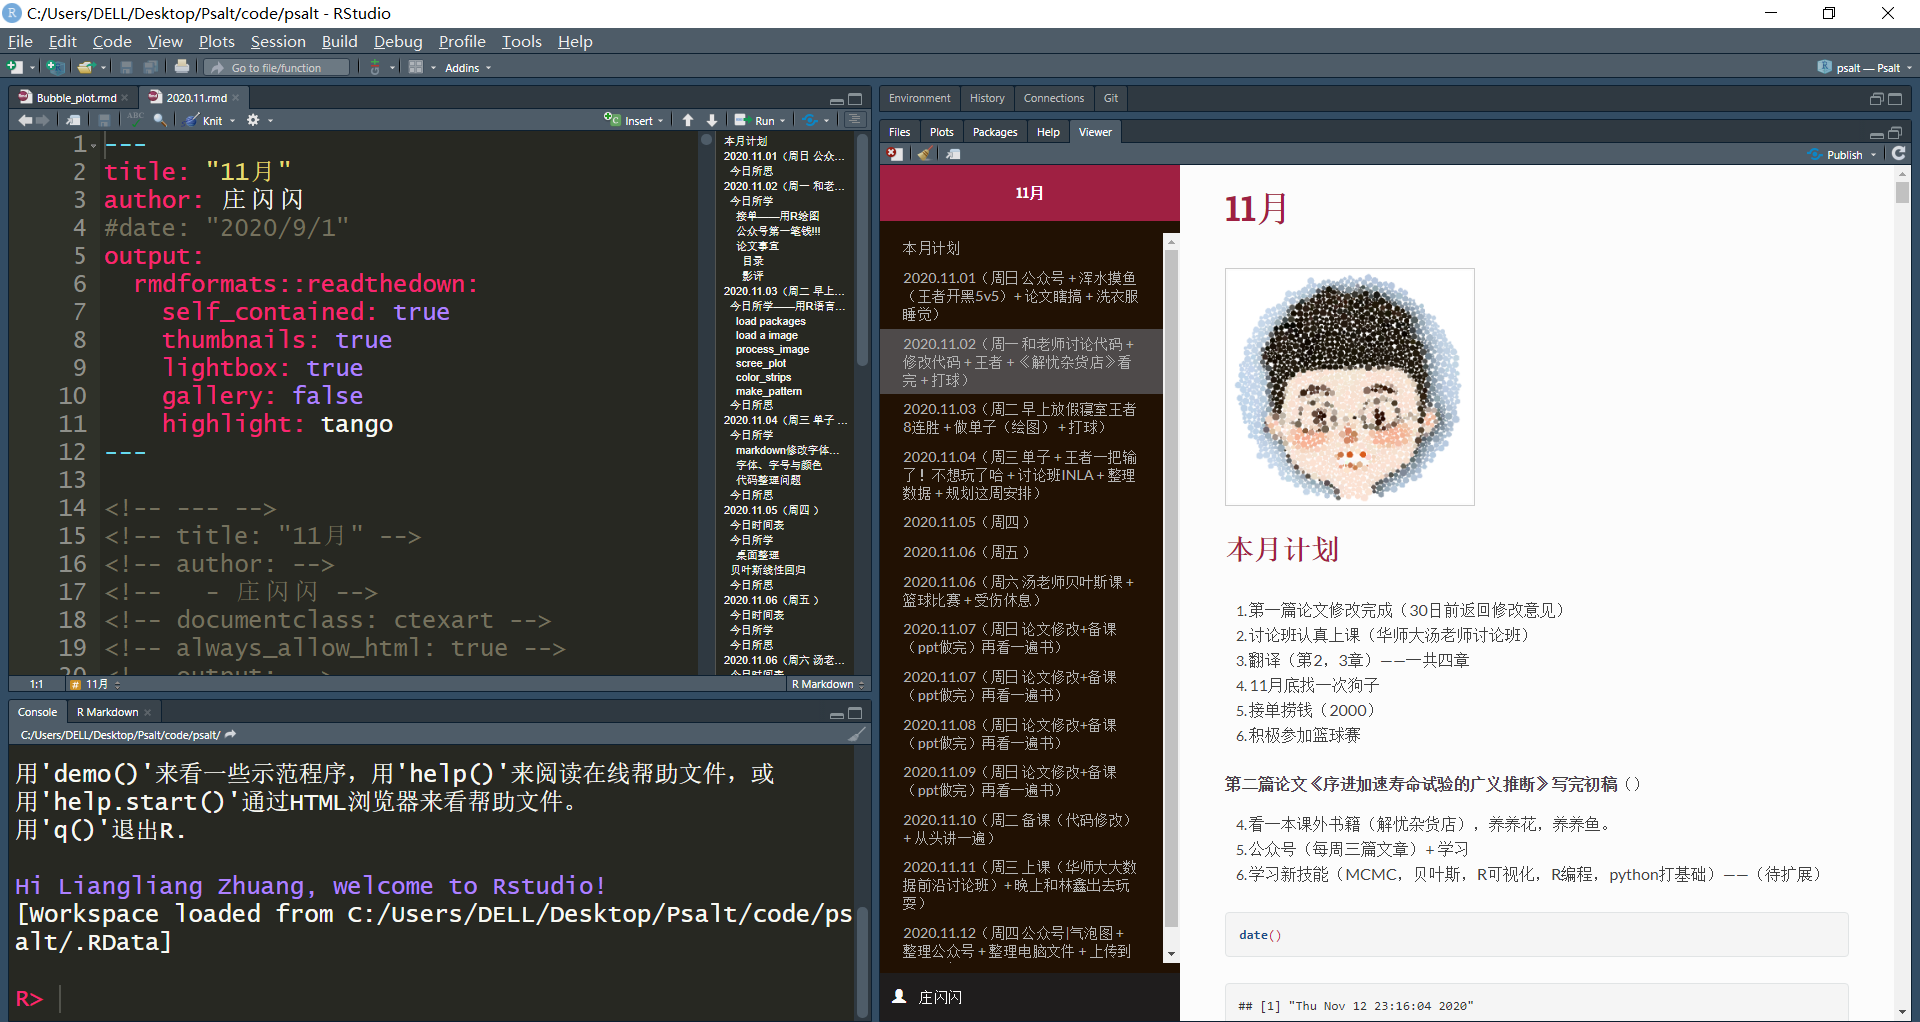 C:/Users/DELL/Desktop/Psalt/code/psalt - RStudio
File Edit Code View Plots Session Build Debug Profile Tools Help
Go to file/function
Addins
psalt — Psalt
Bubble_plot.rmd
2020.11.rmd
Knit
Insert
Run
1 ---
2 title: "11月"
3 author: 庄闪闪
4 #date: "2020/9/1"
5 output:
6 rmdformats::readthedown:
7 self_contained: true
8 thumbnails: true
9 lightbox: true
10 gallery: false
11 highlight: tango
12 ---
13
14 <!-- --- -->
15 <!-- title: "11月" -->
16 <!-- author: -->
17 <!-- - 庄闪闪 -->
18 <!-- documentclass: ctexart -->
19 <!-- always_allow_html: true -->
1:1
11月
R Markdown
本月计划
2020.11.01（周日 公众...
今日所思
2020.11.02（周一 和老...
今日所学
接单——用R绘图
公众号第一笔钱!!!
论文事宜
目录
影评
2020.11.03（周二 早上...
今日所学——用R语言...
load packages
load a image
process_image
scree_plot
color_strips
make_pattern
今日所思
2020.11.04（周三 单子 ...
今日所学
markdown修改字体...
字体、字号与颜色
代码整理问题
今日所思
2020.11.05（周四 ）
今日时间表
今日所学
桌面整理
贝叶斯线性回归
今日所思
2020.11.06（周五 ）
今日时间表
今日所学
今日所思
2020.11.06（周六 汤老...
今日时间表
Console
R Markdown
C:/Users/DELL/Desktop/Psalt/code/psalt/
用'demo()'来看一些示范程序，用'help()'来阅读在线帮助文件，或
用'help.start()'通过HTML浏览器来看帮助文件。
用'q()'退出R.
Hi Liangliang Zhuang, welcome to Rstudio!
[Workspace loaded from C:/Users/DELL/Desktop/Psalt/code/ps
alt/.RData]
R>
Environment History Connections Git
Files Plots Packages Help Viewer
Publish
11月
本月计划
2020.11.01（周日 公众号 + 浑水摸鱼
（王者开黑5v5）+ 论文瞎搞 + 洗衣服
睡觉）
2020.11.02（周一 和老师讨论代码 +
修改代码 + 王者 + 《解忧杂货店》看
完 + 打球）
2020.11.03（周二 早上放假寝室王者
8连胜 + 做单子（绘图） + 打球）
2020.11.04（周三 单子 + 王者一把输
了！不想玩了哈 + 讨论班INLA + 整理
数据 + 规划这周安排）
2020.11.05（周四 ）
2020.11.06（周五 ）
2020.11.06（周六 汤老师贝叶斯课 +
篮球比赛 + 受伤休息）
2020.11.07（周日 论文修改+备课
（ppt做完）再看一遍书）
2020.11.07（周日 论文修改+备课
（ppt做完）再看一遍书）
2020.11.08（周日 论文修改+备课
（ppt做完）再看一遍书）
2020.11.09（周日 论文修改+备课
（ppt做完）再看一遍书）
2020.11.10（周二 备课（代码修改）
+ 从头讲一遍）
2020.11.11（周三 上课（华师大大数
据前沿讨论班）+ 晚上和林鑫出去玩
耍）
2020.11.12（周四 公众号|气泡图 +
整理公众号 + 整理电脑文件 + 上传到
庄闪闪
11月
本月计划
1.第一篇论文修改完成（30日前返回修改意见）
2.讨论班认真上课（华师大汤老师讨论班）
3.翻译（第2，3章）——一共四章
4.11月底找一次狗子
5.接单捞钱（2000）
6.积极参加篮球赛
第二篇论文《序进加速寿命试验的广义推断》写完初稿（）
4.看一本课外书籍（解忧杂货店），养养花，养养鱼。
5.公众号（每周三篇文章）+ 学习
6.学习新技能（MCMC，贝叶斯，R可视化，R编程，python打基础）——（待扩展）
date()
## [1] "Thu Nov 12 23:16:04 2020"